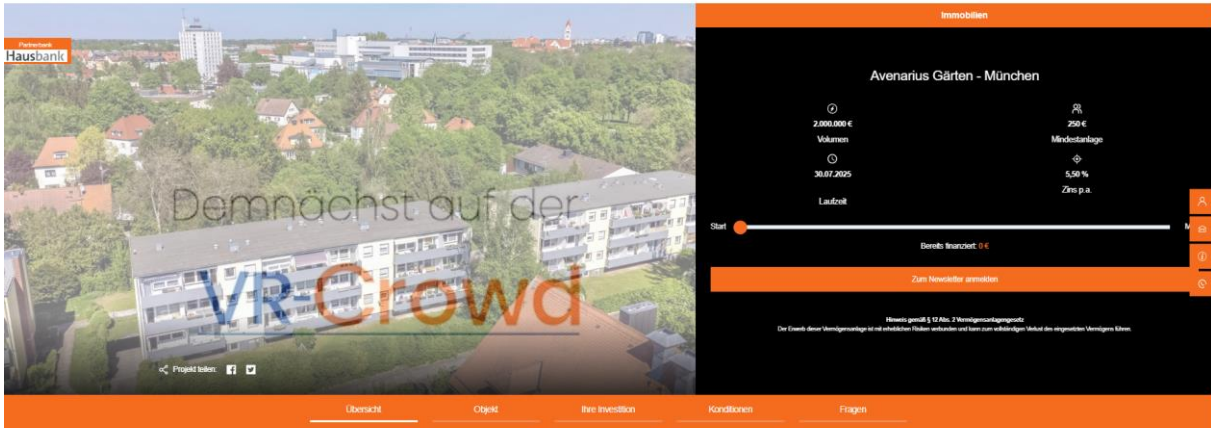 Immobilien
Partnerbank
Hausbank
Avenarius Gärten - München
2.000.000 €
Volumen
250 €
Mindestanlage
30.07.2025
Laufzeit
5,50 %
Zins p.a.
Demnächst auf der
VR-Crowd
Start
M
Bereits finanziert: 0 €
Zum Newsletter anmelden
Hinweis gemäß § 12 Abs. 2 Vermögensanlagengesetz
Der Erwerb dieser Vermögensanlage ist mit erheblichen Risiken verbunden und kann zum vollständigen Verlust des eingesetzten Vermögens führen.
Projekt teilen:
Übersicht
Objekt
Ihre Investition
Konditionen
Fragen